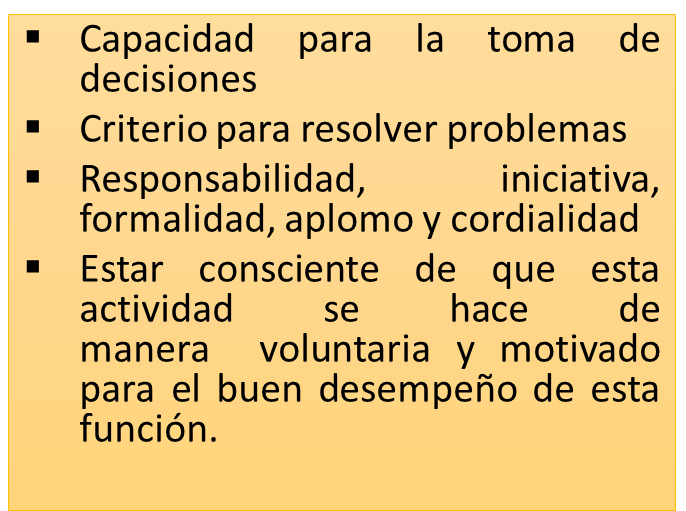 ▪ Capacidad para la toma de
decisiones
▪ Criterio para resolver problemas
▪ Responsabilidad, iniciativa,
formalidad, aplomo y cordialidad
▪ Estar consciente de que esta
actividad se hace de
manera voluntaria y motivado
para el buen desempeño de esta
función.